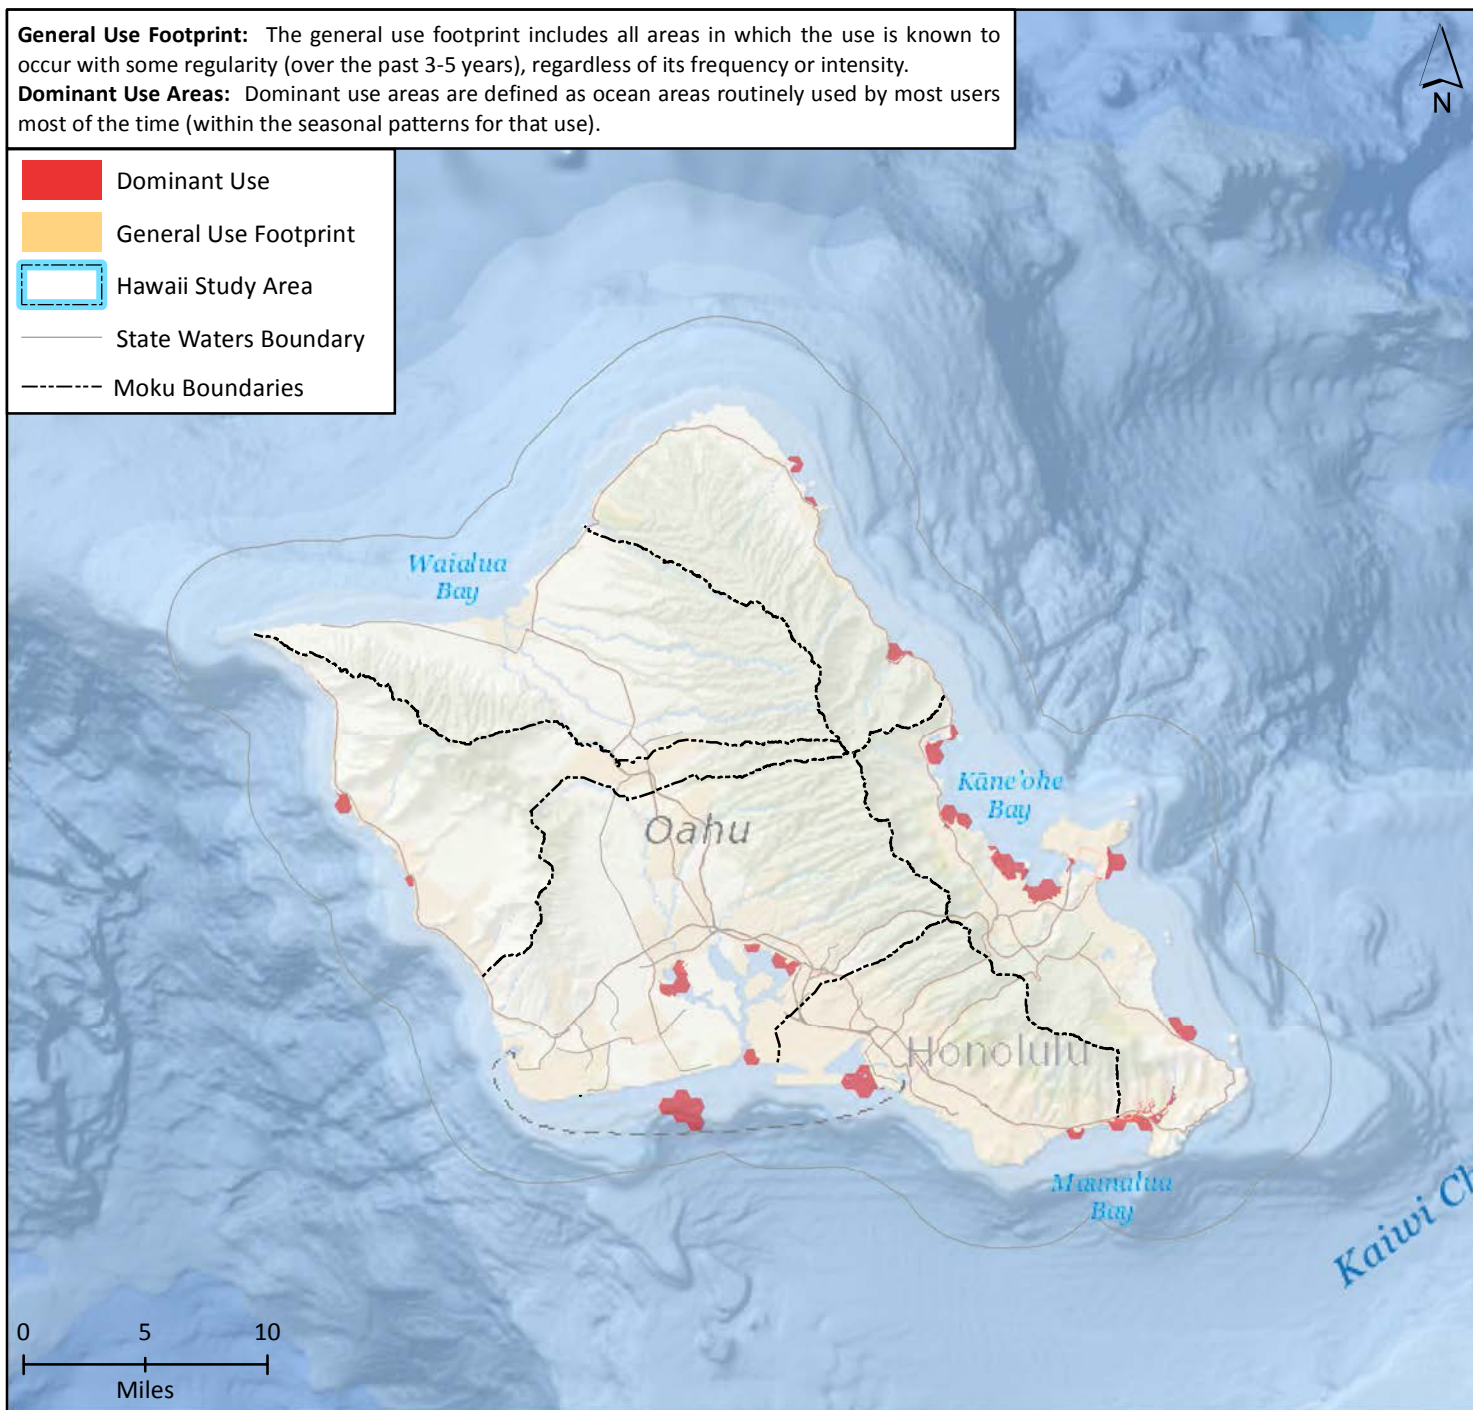 General Use Footprint: The general use footprint includes all areas in which the use is known to
occur with some regularity (over the past 3-5 years), regardless of its frequency or intensity.
Dominant Use Areas: Dominant use areas are defined as ocean areas routinely used by most users
most of the time (within the seasonal patterns for that use).
N
Dominant Use
General Use Footprint
Hawaii Study Area
State Waters Boundary
Moku Boundaries
Waialua
Bay
Kāne'ohe
Bay
Oahu
Honolulu
Maunalua
Bay
Kaiwi Ch
0 5 10
Miles